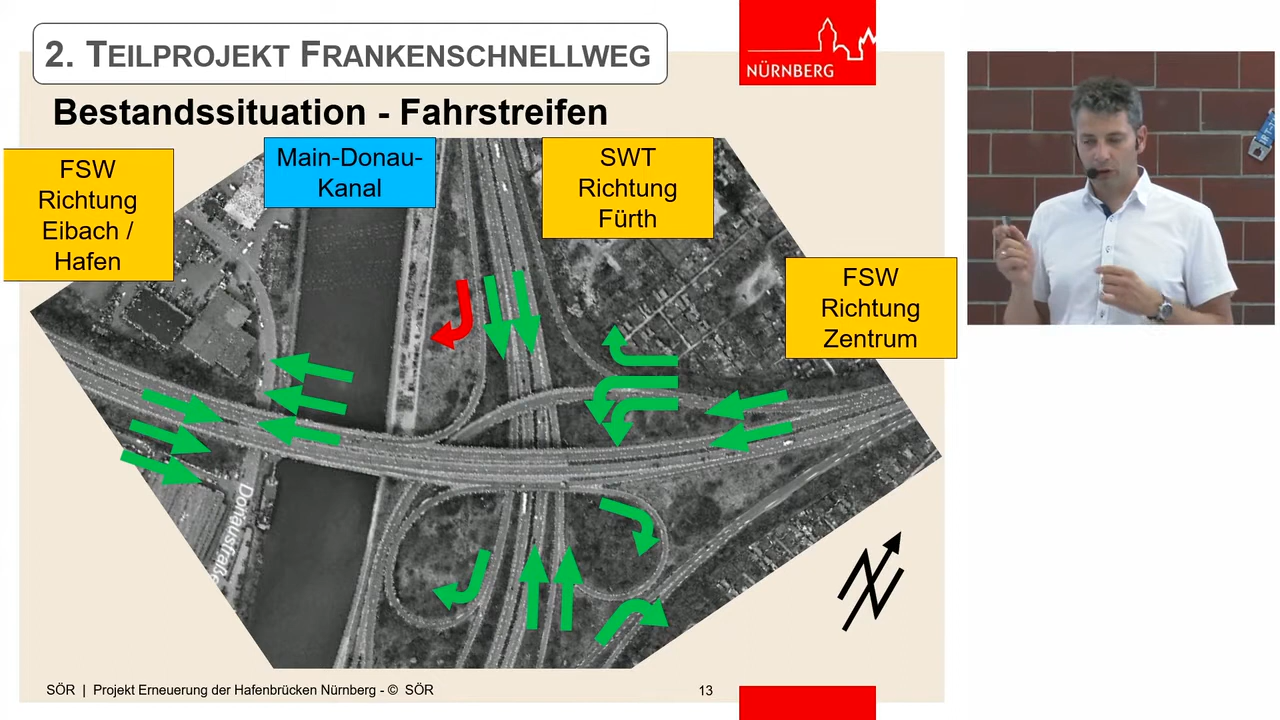 2. TEILPROJEKT FRANKENSCHNELLWEG
NÜRNBERG
Bestandssituation - Fahrstreifen
FSW
Richtung
Eibach /
Hafen
Main-Donau-
Kanal
SWT
Richtung
Fürth
FSW
Richtung
Zentrum
Donaustraße
SÖR | Projekt Erneuerung der Hafenbrücken Nürnberg - © SÖR
13